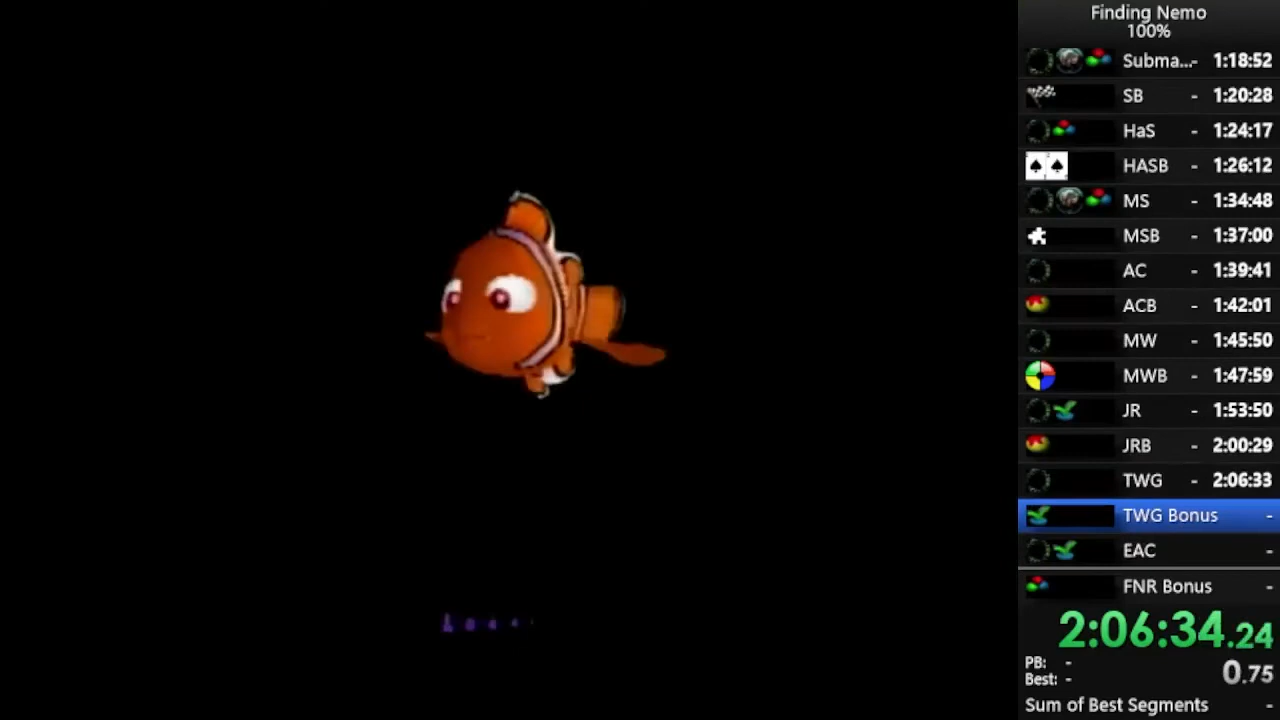 Finding Nemo
100%
Subma... - 1:18:52
SB - 1:20:28
HaS - 1:24:17
HASB - 1:26:12
MS - 1:34:48
MSB - 1:37:00
AC - 1:39:41
ACB - 1:42:01
MW - 1:45:50
MWB - 1:47:59
JR - 1:53:50
JRB - 2:00:29
TWG - 2:06:33
TWG Bonus -
EAC -
FNR Bonus -
2:06:34.24
PB: -
Best: - 0.75
Sum of Best Segments -